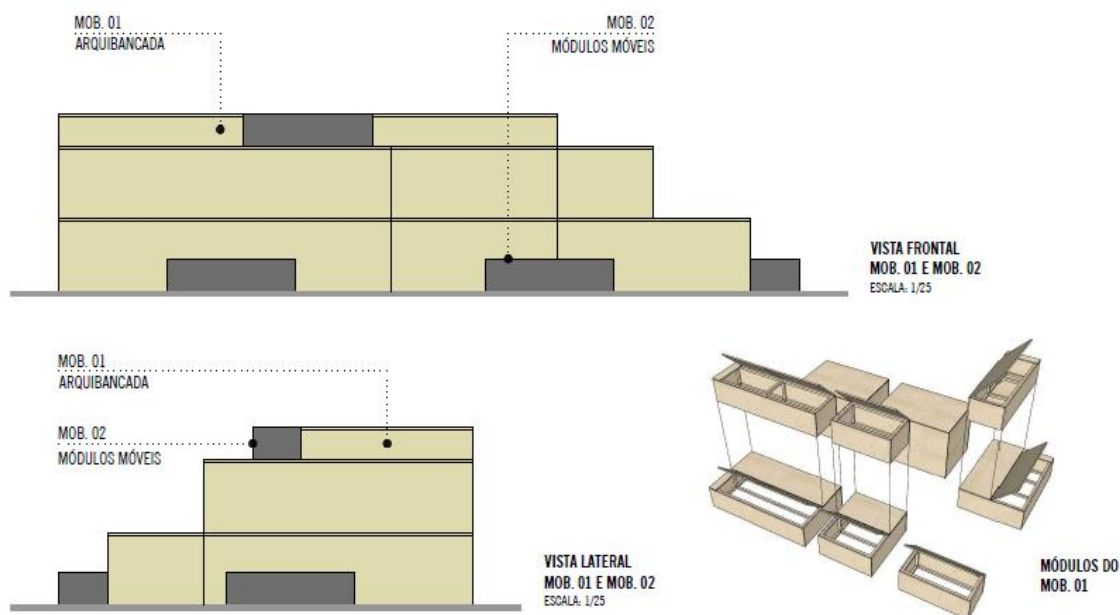 MOB. 01
ARQUIBANCADA
MOB. 02
MÓDULOS MÓVEIS
VISTA FRONTAL
MOB. 01 E MOB. 02
ESCALA: 1/25
MOB. 01
ARQUIBANCADA
MOB. 02
MÓDULOS MÓVEIS
VISTA LATERAL
MOB. 01 E MOB. 02
ESCALA: 1/25
MÓDULOS DO
MOB. 01